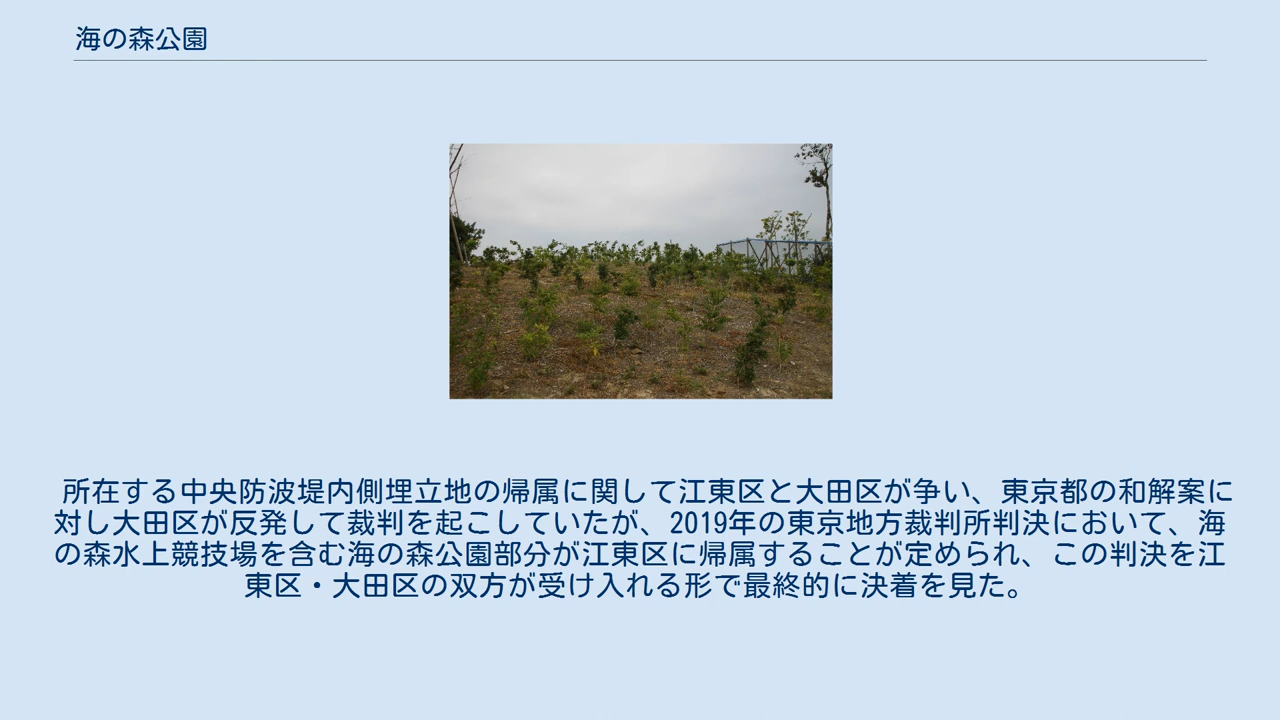 海の森公園
所在する中央防波堤内側埋立地の帰属に関して江東区と大田区が争い、東京都の和解案に
対し大田区が反発して裁判を起こしていたが、2019年の東京地方裁判所判決において、海
の森水上競技場を含む海の森公園部分が江東区に帰属することが定められ、この判決を江
東区・大田区の双方が受け入れる形で最終的に決着を見た。